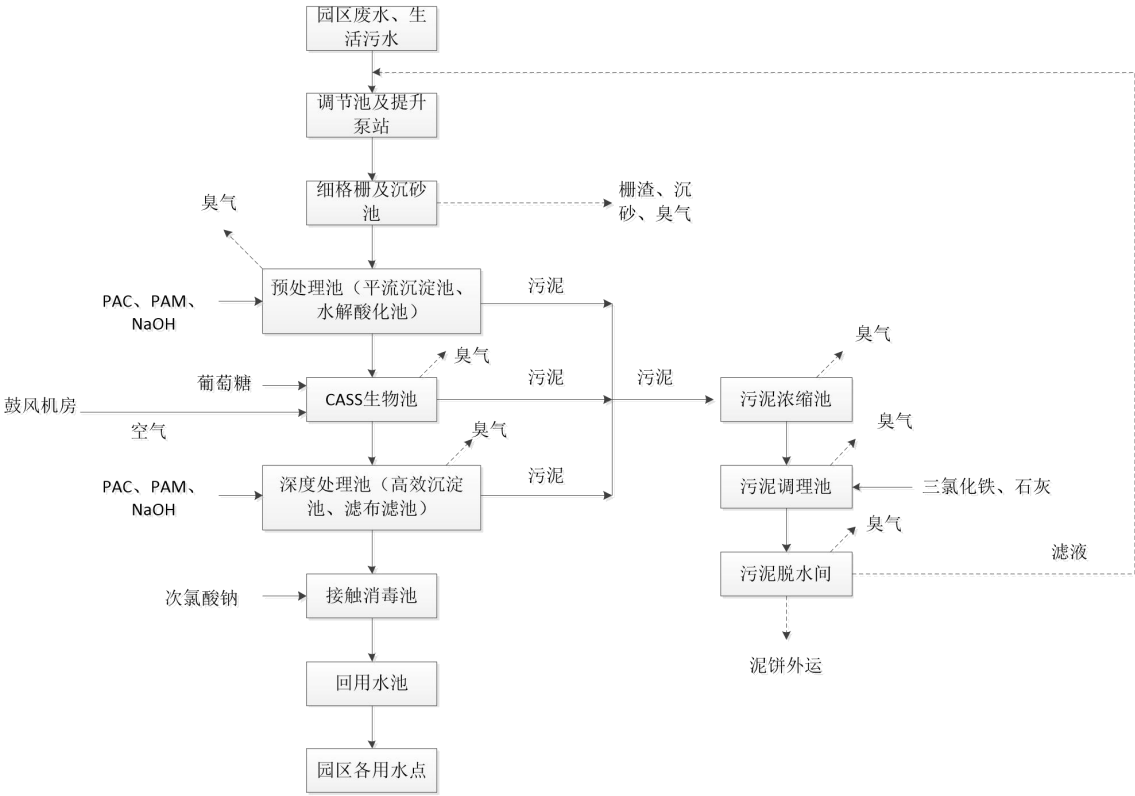 园区废水、生
活污水
调节池及提升
泵站
细格栅及沉砂
池
栅渣、沉
砂、臭气
臭气
预处理池（平流沉淀池、
水解酸化池）
PAC、PAM、
NaOH
污泥
臭气
臭气
葡萄糖
CASS生物池
污泥
污泥
污泥浓缩池
鼓风机房
空气
臭气
臭气
PAC、PAM、
NaOH
深度处理池（高效沉淀
池、滤布滤池）
污泥
污泥调理池
三氯化铁、石灰
臭气
滤液
污泥脱水间
次氯酸钠
接触消毒池
泥饼外运
回用水池
园区各用水点